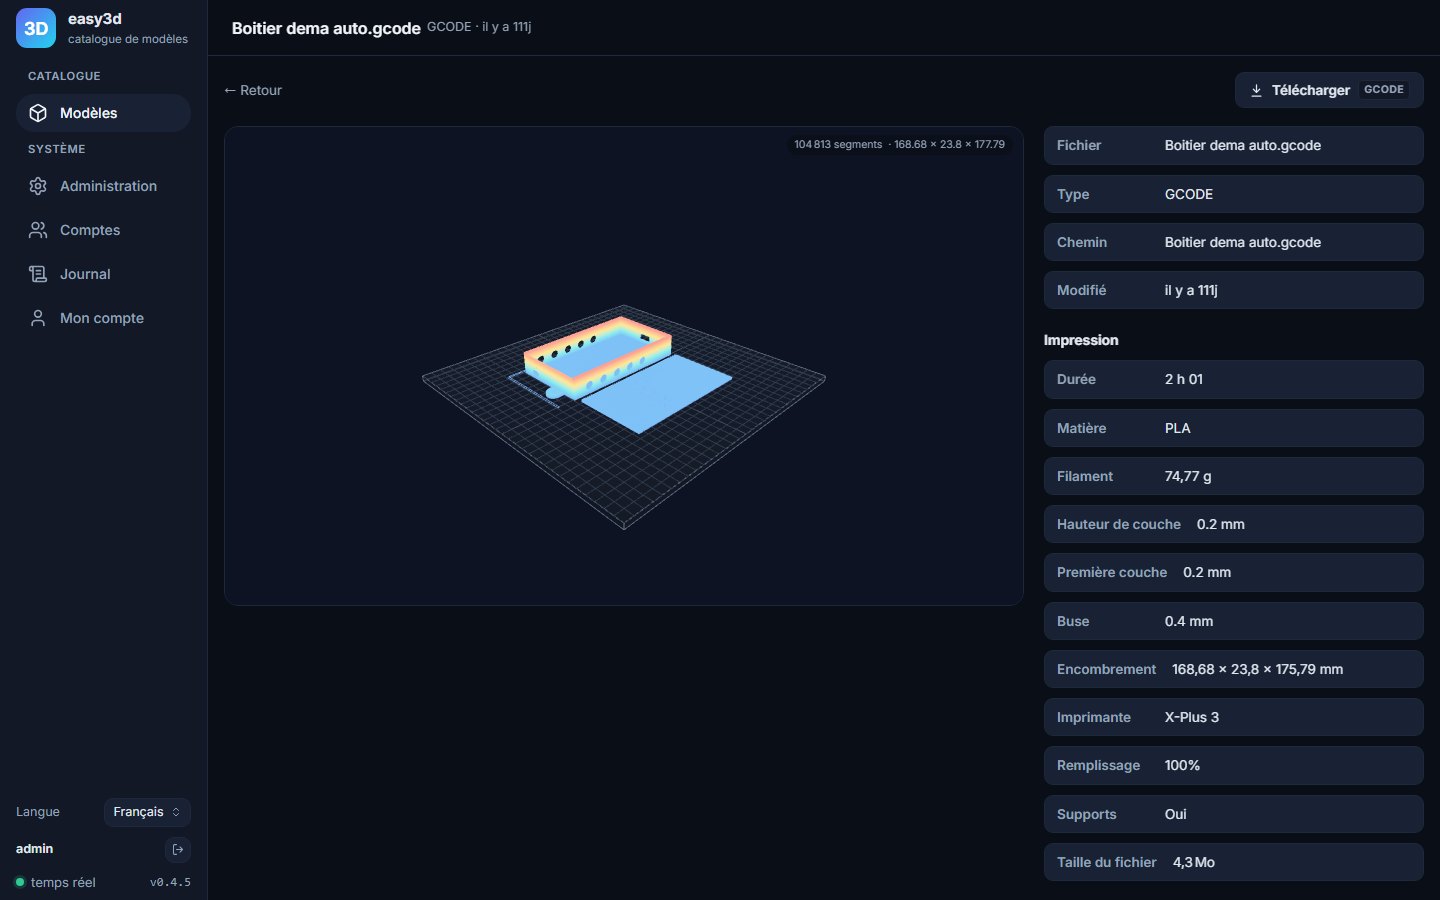 3D
easy3d
catalogue de modèles
CATALOGUE
Modèles
SYSTÈME
Administration
Comptes
Journal
Mon compte
Langue
Français
admin
temps réel
v0.4.5
Boitier dema auto.gcode GCODE · il y a 111j
← Retour
Télécharger GCODE
104 813 segments · 168.68 × 23.8 × 177.79
Fichier Boitier dema auto.gcode
Type GCODE
Chemin Boitier dema auto.gcode
Modifié il y a 111j
Impression
Durée 2 h 01
Matière PLA
Filament 74,77 g
Hauteur de couche 0.2 mm
Première couche 0.2 mm
Buse 0.4 mm
Encombrement 168,68 × 23,8 × 175,79 mm
Imprimante X-Plus 3
Remplissage 100%
Supports Oui
Taille du fichier 4,3 Mo